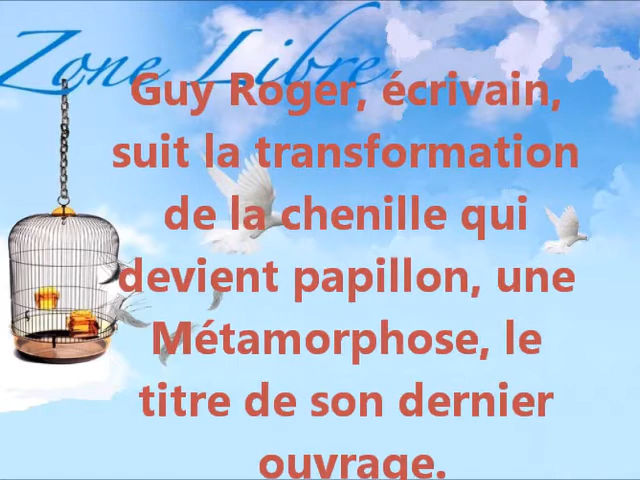 Zone Libre
Guy Roger, écrivain,
suit la transformation
de la chenille qui
devient papillon, une
Métamorphose, le
titre de son dernier
ouvrage.